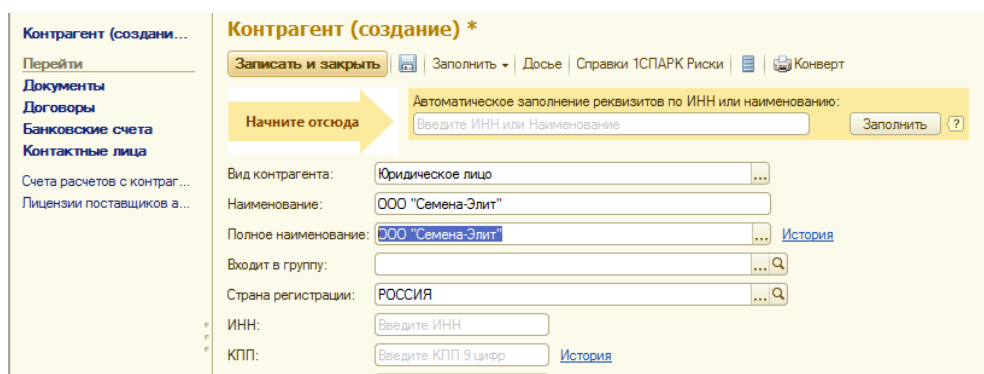 Контрагент (создани...
Перейти
Документы
Договоры
Банковские счета
Контактные лица
Счета расчетов с контраг...
Лицензии поставщиков а...
Контрагент (создание) *
Записать и закрыть Заполнить Досье Справки 1СПАРК Риски Конверт
Начните отсюда
Автоматическое заполнение реквизитов по ИНН или наименованию:
Введите ИНН или Наименование Заполнить ?
Вид контрагента: Юридическое лицо ...
Наименование: ООО "Семена-Элит"
Полное наименование: ООО "Семена-Элит" ... История
Входит в группу: ...
Страна регистрации: РОССИЯ ...
ИНН: Введите ИНН
КПП: Введите КПП 9 цифр История